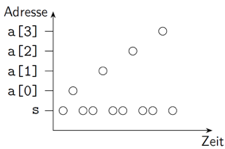 Adresse
a[3]
a[2]
a[1]
a[0]
s
Zeit